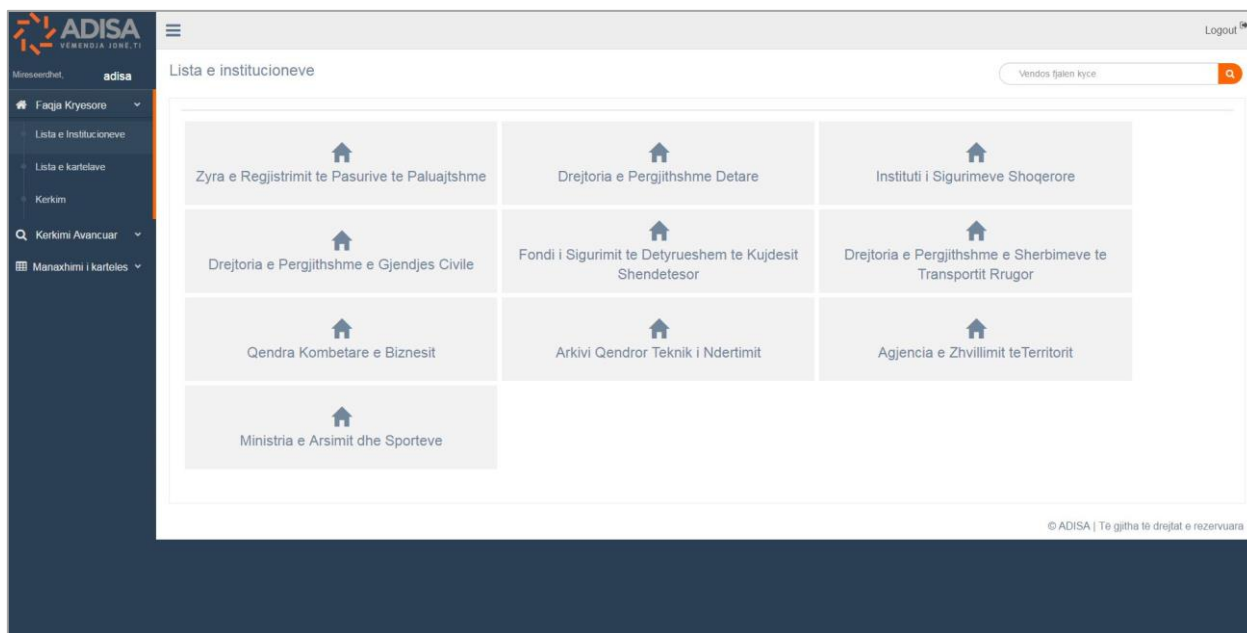 ADISA
VEMENDJA JONË, TI
Logout
Mireseerdhet, adisa
Lista e institucioneve
Vendos fjalen kyce
Faqja Kryesore
Lista e Institucioneve
Lista e kartelave
Kerkim
Kerkimi Avancuar
Manaxhimi i karteles
Zyra e Regjistrimit te Pasurive te Paluajtshme
Drejtoria e Pergjithshme Detare
Instituti i Sigurimeve Shoqerore
Drejtoria e Pergjithshme e Gjendjes Civile
Fondi i Sigurimit te Detyrueshem te Kujdesit
Shendetesor
Drejtoria e Pergjithshme e Sherbimeve te
Transportit Rrugor
Qendra Kombetare e Biznesit
Arkivi Qendror Teknik i Ndertimit
Agjencia e Zhvillimit teTerritorit
Ministria e Arsimit dhe Sporteve
© ADISA | Të gjitha të drejtat e rezervuara